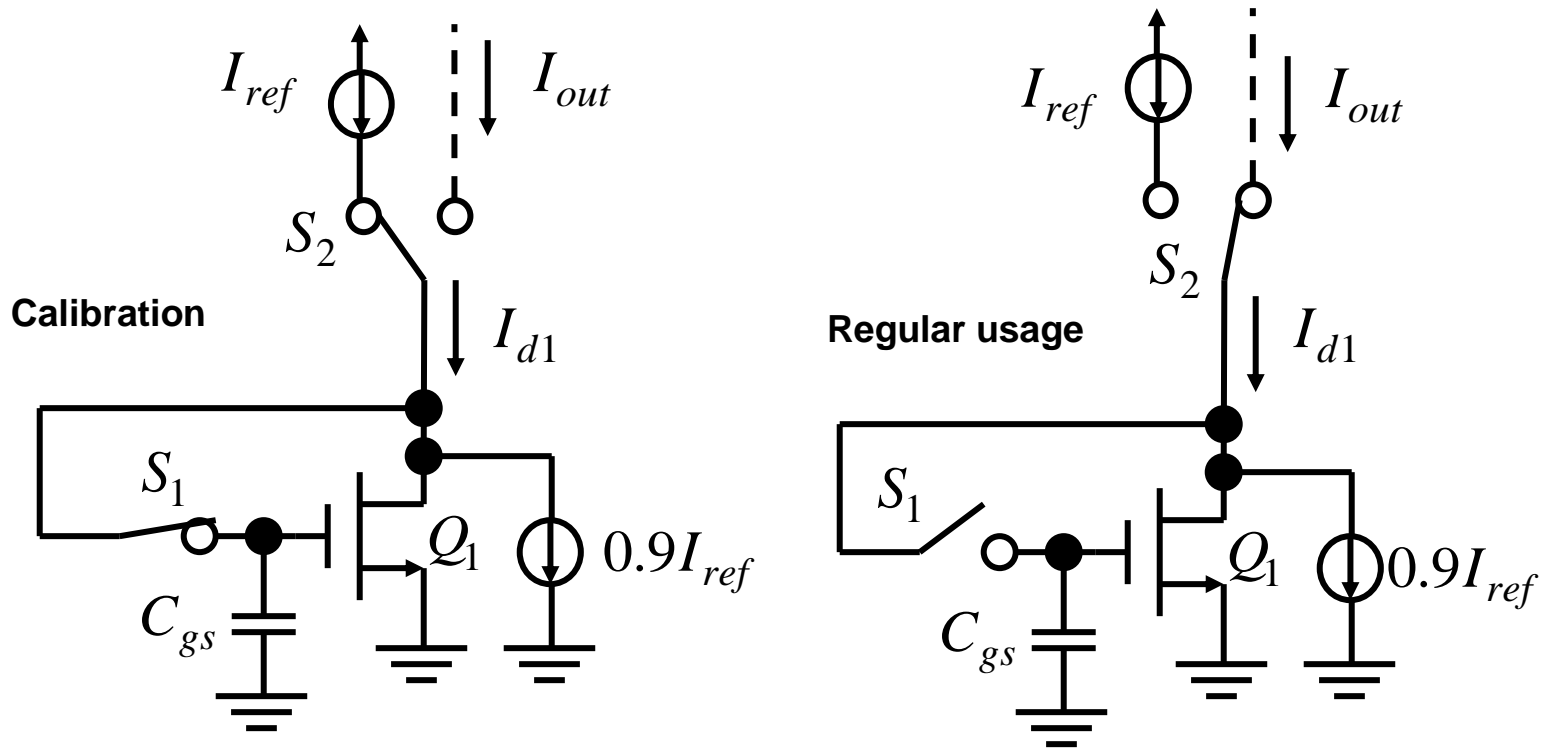 I_ref
I_out
S_2
Calibration
I_d1
S_1
Q_1
0.9I_ref
C_gs
I_ref
I_out
S_2
Regular usage
I_d1
S_1
Q_1
0.9I_ref
C_gs